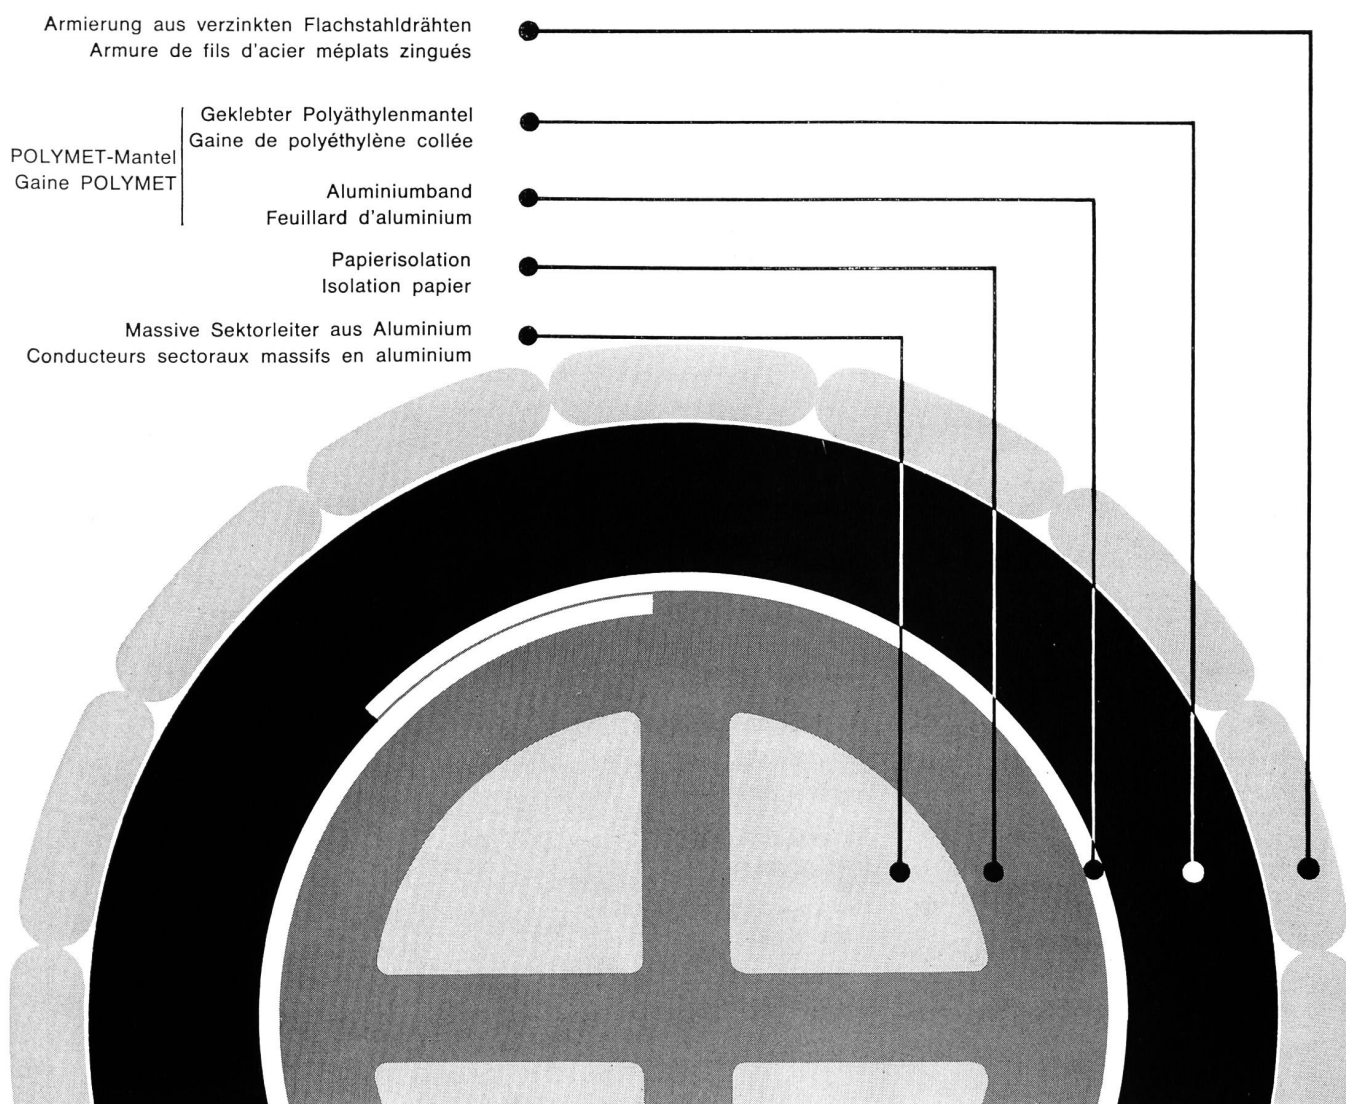 Armierung aus verzinkten Flachstahldrähten
Armure de fils d'acier méplats zingués
POLYMET-Mantel
Gaine POLYMET
Geklebter Polyäthylenmantel
Gaine de polyéthylène collée
Aluminiumband
Feuillard d'aluminium
Papierisolation
Isolation papier
Massive Sektorleiter aus Aluminium
Conducteurs sectoraux massifs en aluminium